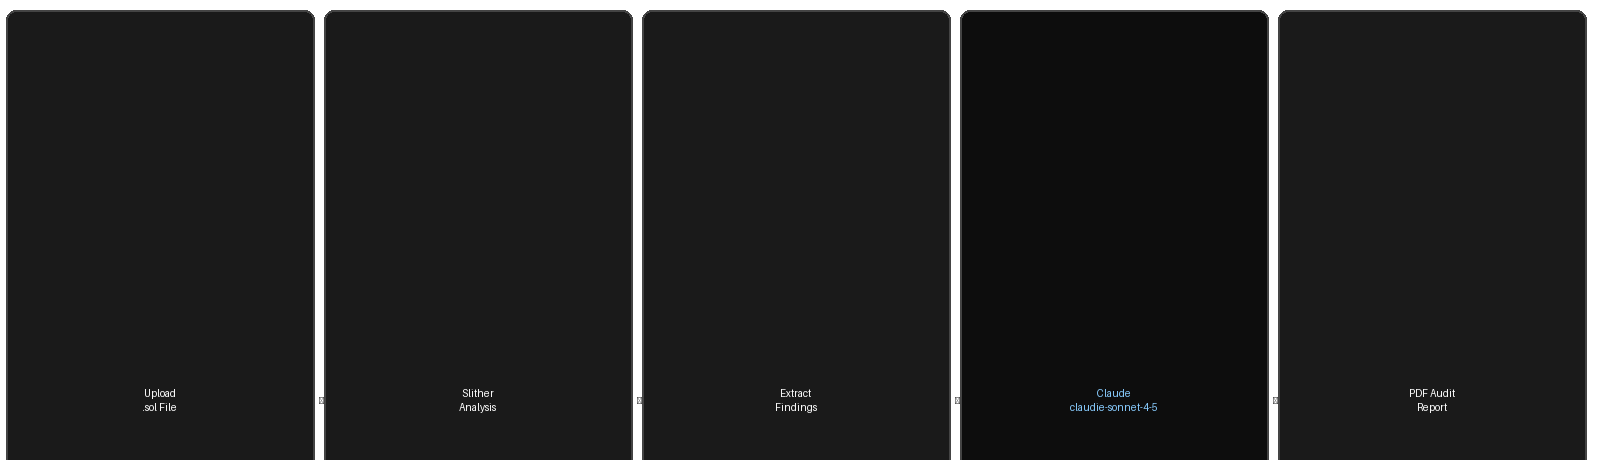 Upload
.sol File
Slither
Analysis
Extract
Findings
Claude
claudie-sonnet-4-5
PDF Audit
Report